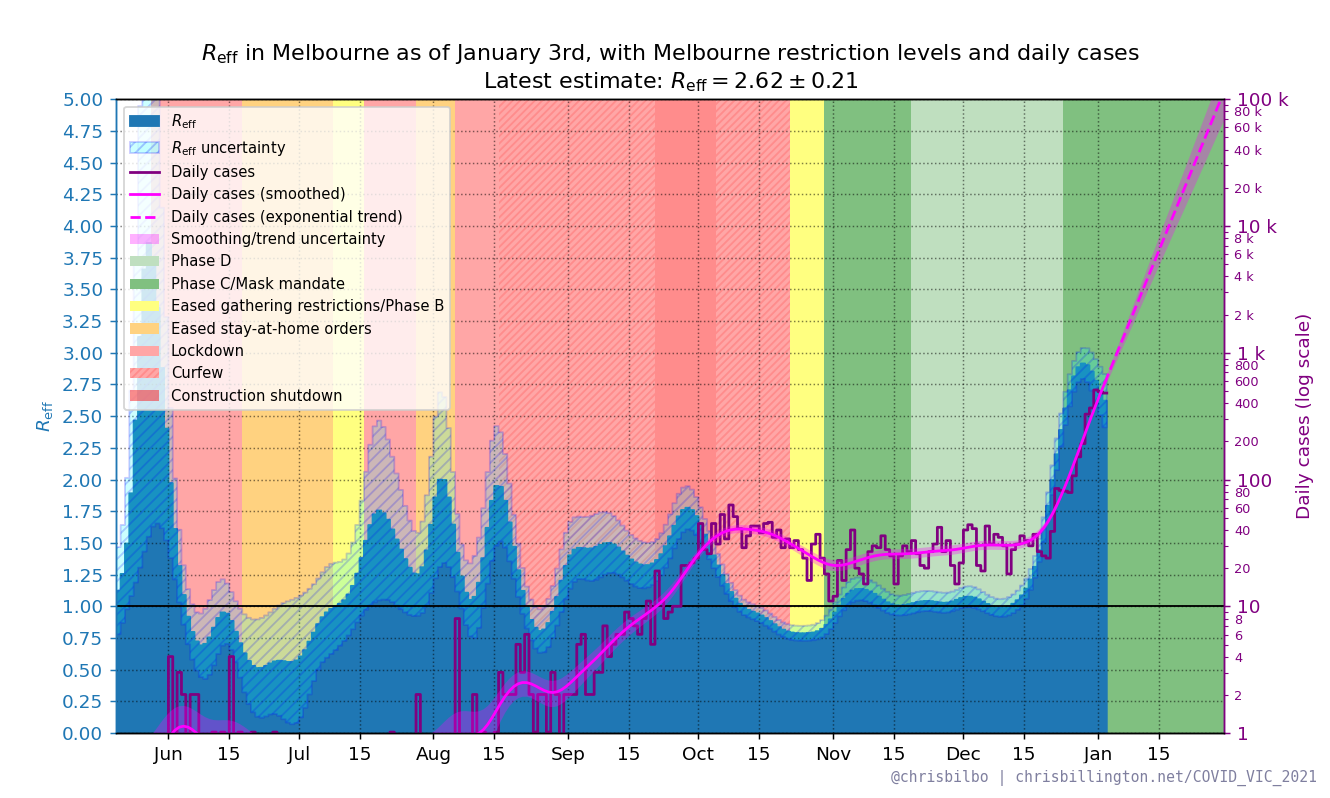 Reff in Melbourne as of January 3rd, with Melbourne restriction levels and daily cases
Latest estimate: Reff = 2.62 ± 0.21
5.00
4.75
4.50
4.25
4.00
3.75
3.50
3.25
3.00
2.75
2.50
2.25
2.00
1.75
1.50
1.25
1.00
0.75
0.50
0.25
0.00
Reff
Reff
Reff uncertainty
Daily cases
Daily cases (smoothed)
Daily cases (exponential trend)
Smoothing/trend uncertainty
Phase D
Phase C/Mask mandate
Eased gathering restrictions/Phase B
Eased stay-at-home orders
Lockdown
Curfew
Construction shutdown
100 k
80 k
60 k
40 k
20 k
10 k
8 k
6 k
4 k
2 k
1 k
800
600
400
200
100
80
60
40
20
10
8
6
4
2
1
Daily cases (log scale)
Jun 15 Jul 15 Aug 15 Sep 15 Oct 15 Nov 15 Dec 15 Jan 15
@chrisbilbo | chrisbillington.net/COVID_VIC_2021